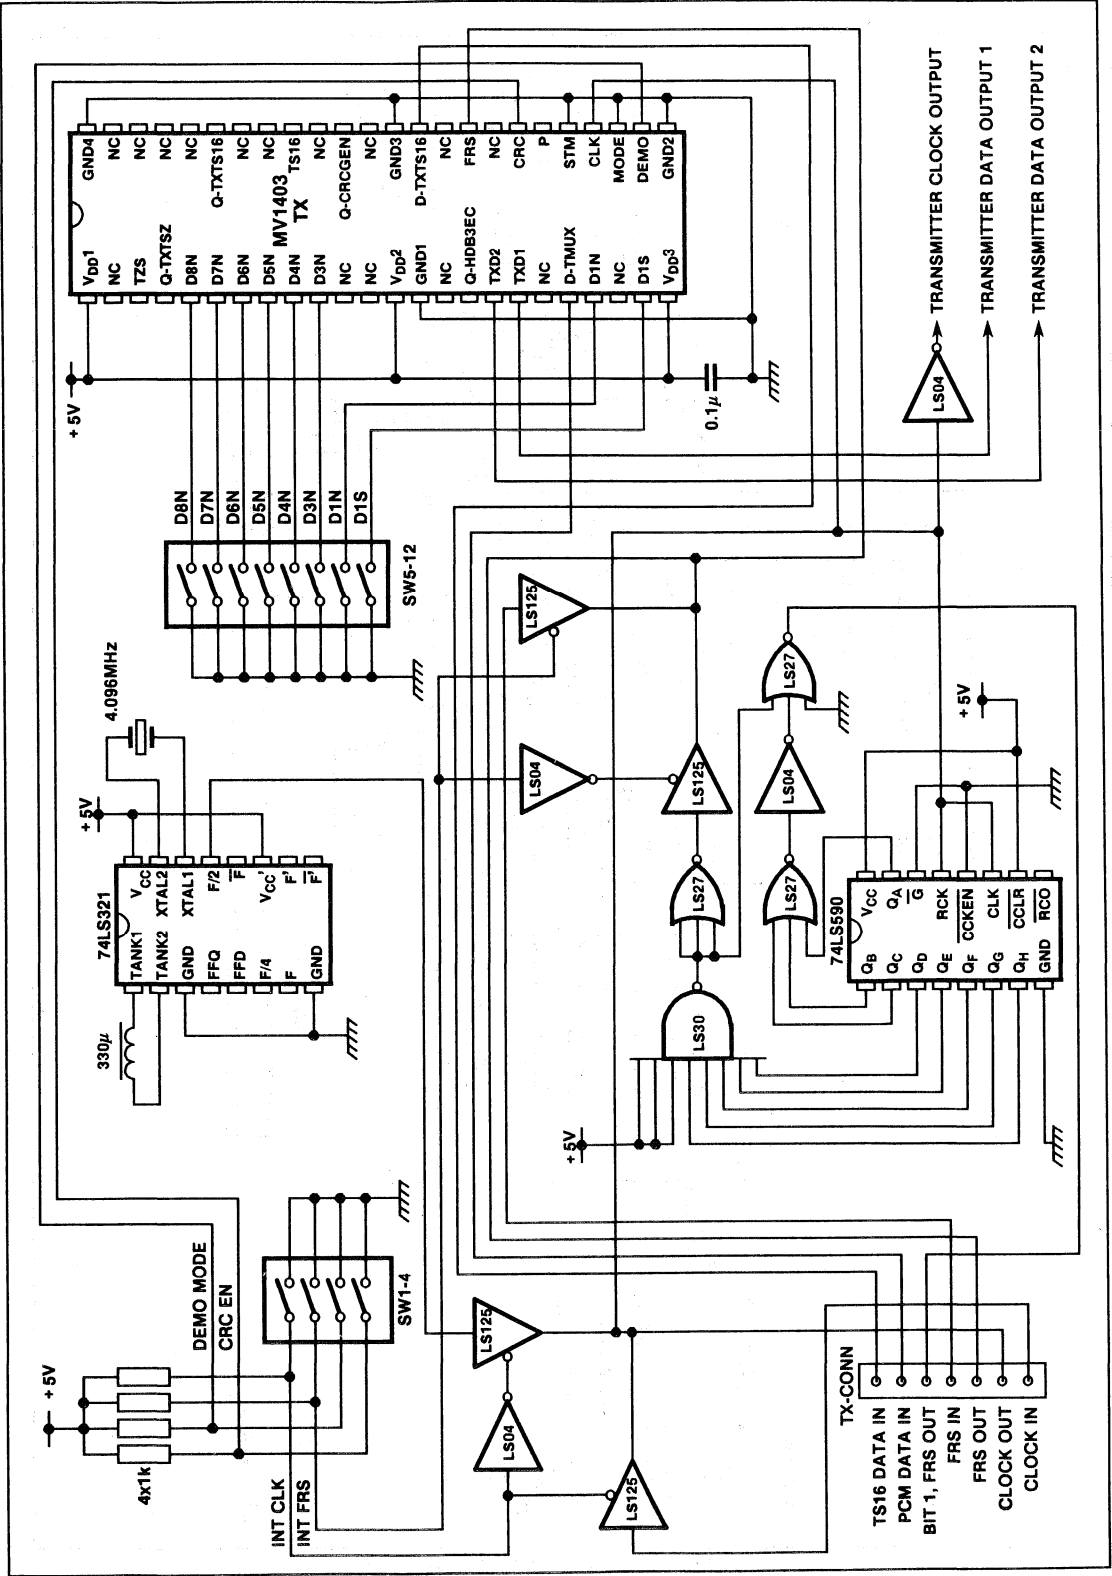 GND4
NC
NC
NC
NC
Q-TXTS16
NC
NC
TS16
NC
Q-CRCGEN
NC
GND3
D-TXTS16
NC
FRS
NC
CRC
P
STM
CLK
MODE
DEMO
GND2
MV1403
TX
VDD1
NC
TZS
Q-TXTSZ
D8N
D7N
D6N
D5N
D4N
D3N
NC
NC
VDD2
GND1
NC
Q-HDB3EC
TXD2
TXD1
NC
D-TMUX
D1N
NC
D1S
VDD3
+ 5V
0.1µ
TRANSMITTER CLOCK OUTPUT
TRANSMITTER DATA OUTPUT 1
TRANSMITTER DATA OUTPUT 2
LS04
D8N
D7N
D6N
D5N
D4N
D3N
D1N
D1S
SW5-12
4.096MHz
+ 5V
74LS321
VCC
XTAL2
XTAL1
F/2
F
VCC'
F'
F'
TANK1
TANK2
GND
FFQ
FFD
F/4
F
GND
330µ
LS125
LS04
LS125
LS27
LS04
LS27
LS27
LS30
+ 5V
+ 5V
74LS590
VCC
QA
G
RCK
CCKEN
CLK
CCLR
RCO
QB
QC
QD
QE
QF
QG
QH
GND
DEMO MODE
CRC EN
SW1-4
+ 5V
4x1k
INT CLK
INT FRS
LS125
LS04
LS125
TX-CONN
TS16 DATA IN
PCM DATA IN
BIT 1, FRS OUT
FRS IN
FRS OUT
CLOCK OUT
CLOCK IN